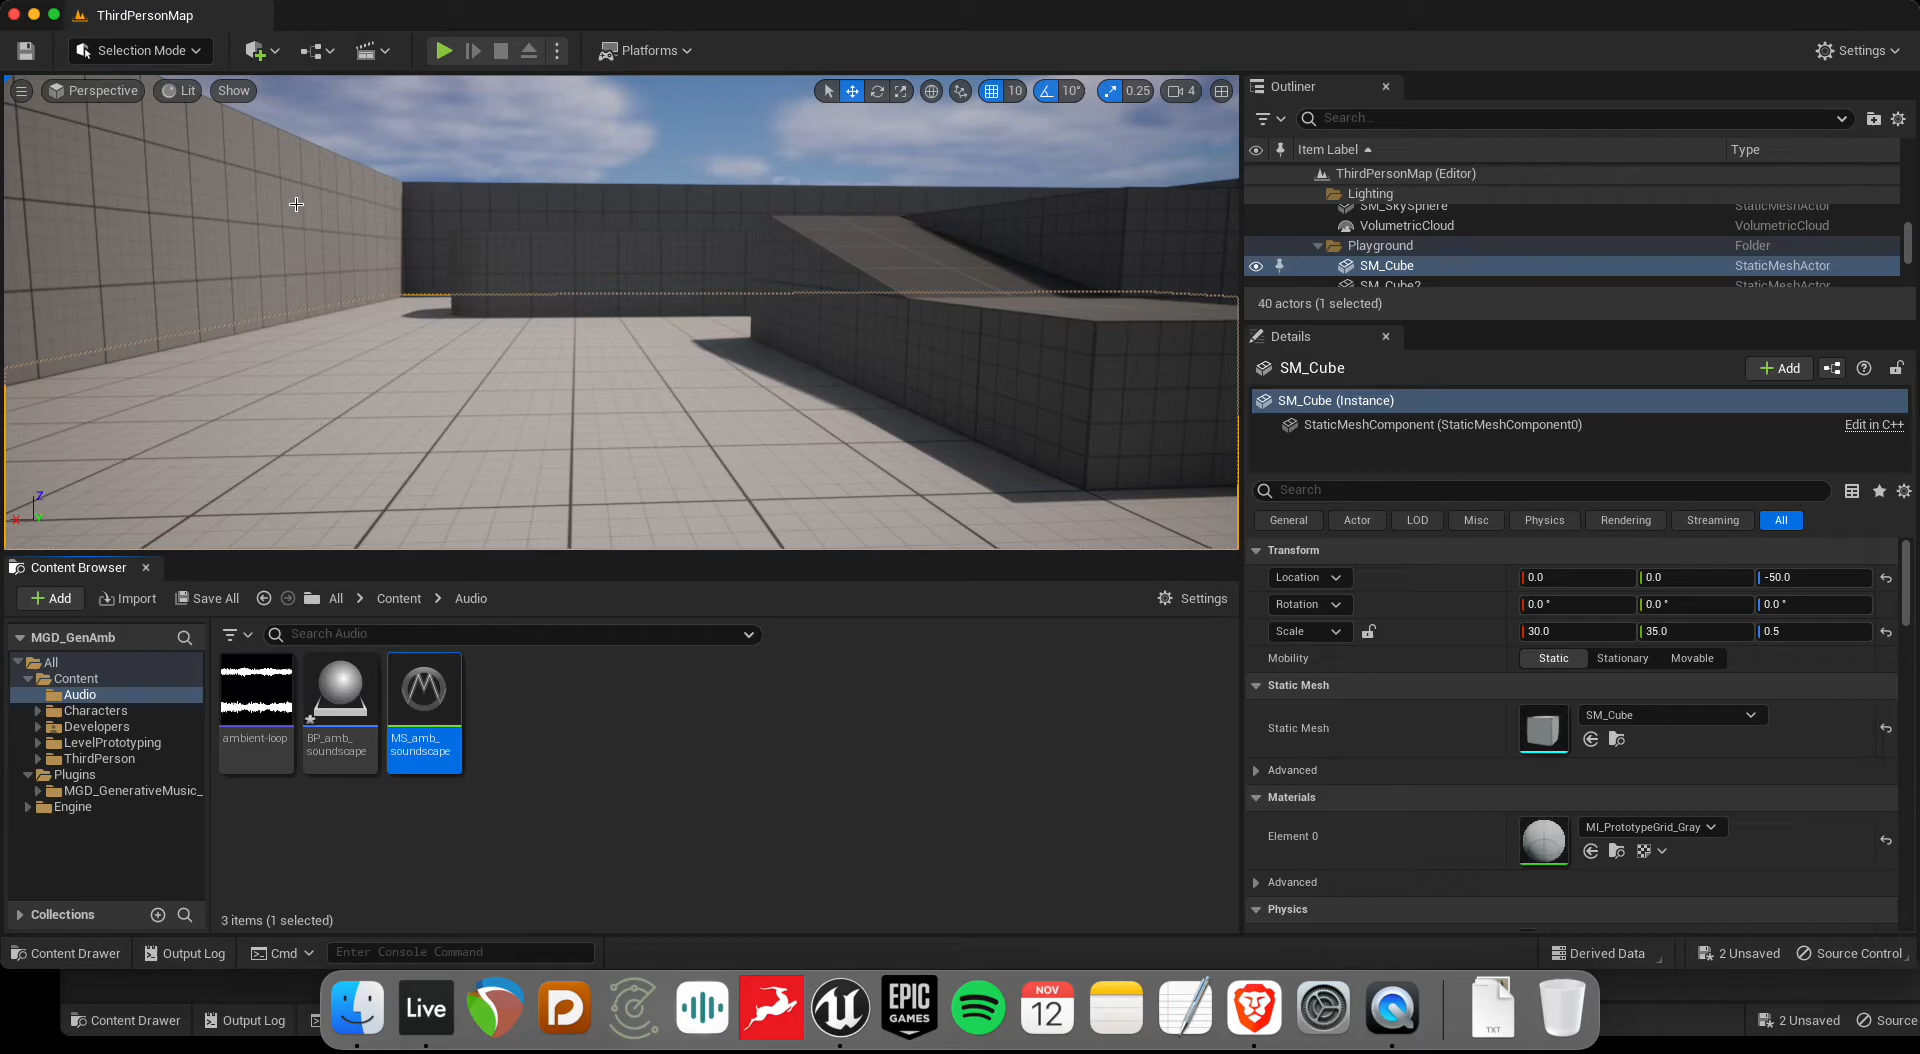 ThirdPersonMap
Selection Mode
Platforms
Settings
Perspective
Lit
Show
10
10°
0.25
4
Z
X
Y
Outliner
Search...
Item Label
Type
ThirdPersonMap (Editor)
Lighting
SM_SkySphere
StaticMeshActor
VolumetricCloud
VolumetricCloud
Playground
Folder
SM_Cube
StaticMeshActor
SM_Cube2
StaticMeshActor
40 actors (1 selected)
Details
SM_Cube
Add
SM_Cube (Instance)
StaticMeshComponent (StaticMeshComponent0)
Edit in C++
Search
General
Actor
LOD
Misc
Physics
Rendering
Streaming
All
Transform
Location
0.0
0.0
-50.0
Rotation
0.0 °
0.0 °
0.0 °
Scale
30.0
35.0
0.5
Mobility
Static
Stationary
Movable
Static Mesh
Static Mesh
SM_Cube
Advanced
Materials
Element 0
MI_PrototypeGrid_Gray
Advanced
Physics
Content Browser
Add
Import
Save All
All
Content
Audio
Settings
MGD_GenAmb
Search Audio
All
Content
Audio
Characters
Developers
LevelPrototyping
ThirdPerson
Plugins
MGD_GenerativeMusic_
Engine
ambient-loop
BP_amb_
soundscape
MS_amb_
soundscape
Collections
3 items (1 selected)
Content Drawer
Output Log
Cmd
Enter Console Command
Derived Data
2 Unsaved
Source Control
Live
EPIC
GAMES
NOV
12
TXT
Content Drawer
Output Log
2 Unsaved
Source